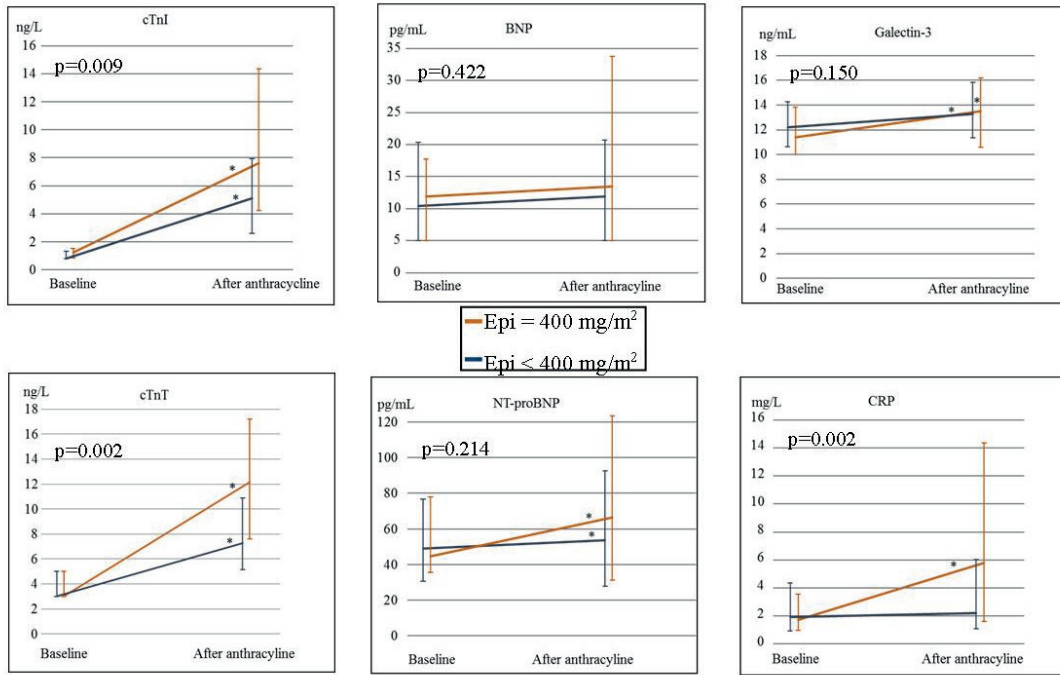 cTnI
ng/L
16
14
12
10
8
6
4
2
0
p=0.009
*
*
Baseline
After anthracycline
BNP
pg/mL
35
30
25
20
15
10
5
0
p=0.422
Baseline
After anthracyline
Galectin-3
ng/mL
18
16
14
12
10
8
6
4
2
0
p=0.150
*
*
Baseline
After anthracyline
Epi = 400 mg/m²
Epi < 400 mg/m²
cTnT
ng/L
18
16
14
12
10
8
6
4
2
0
p=0.002
*
*
Baseline
After anthracyline
NT-proBNP
pg/mL
120
100
80
60
40
20
0
p=0.214
*
*
Baseline
After anthracyline
CRP
mg/L
16
14
12
10
8
6
4
2
0
p=0.002
*
Baseline
After anthracyline